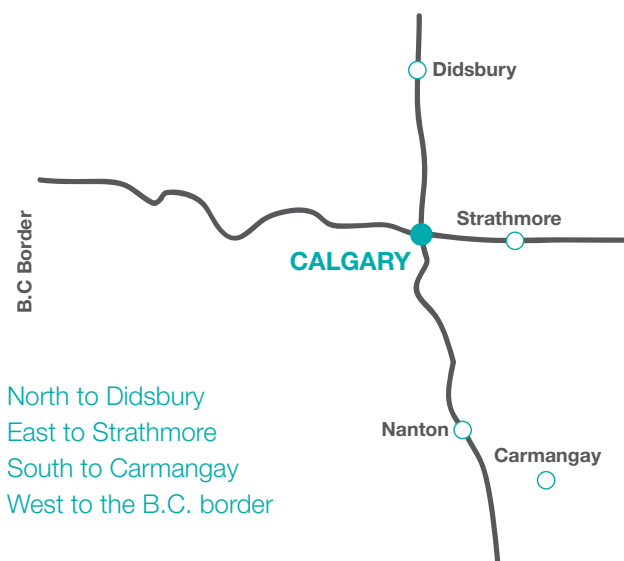 Didsbury
Strathmore
CALGARY
B.C Border
North to Didsbury
East to Strathmore
South to Carmangay
West to the B.C. border
Nanton
Carmangay